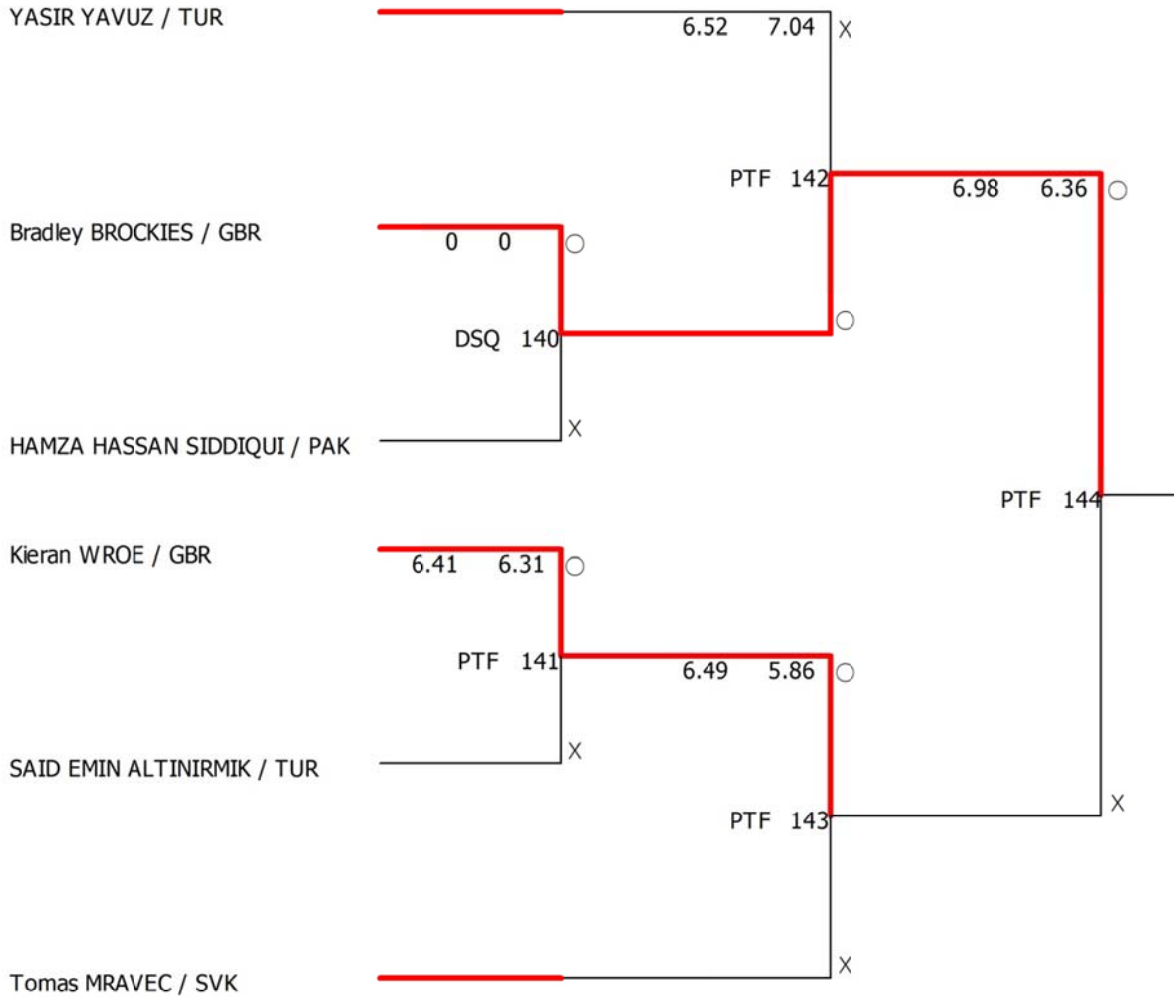 YASIR YAVUZ / TUR
6.52 7.04 X
PTF 142
6.98 6.36 O
Bradley BROCKIES / GBR
0 0 O
O
DSQ 140
X
HAMZA HASSAN SIDDIQUI / PAK
PTF 144
Kieran WROE / GBR
6.41 6.31 O
PTF 141
6.49 5.86 O
X
SAID EMIN ALTINIRMIK / TUR
X
PTF 143
X
Tomas MRAVEC / SVK